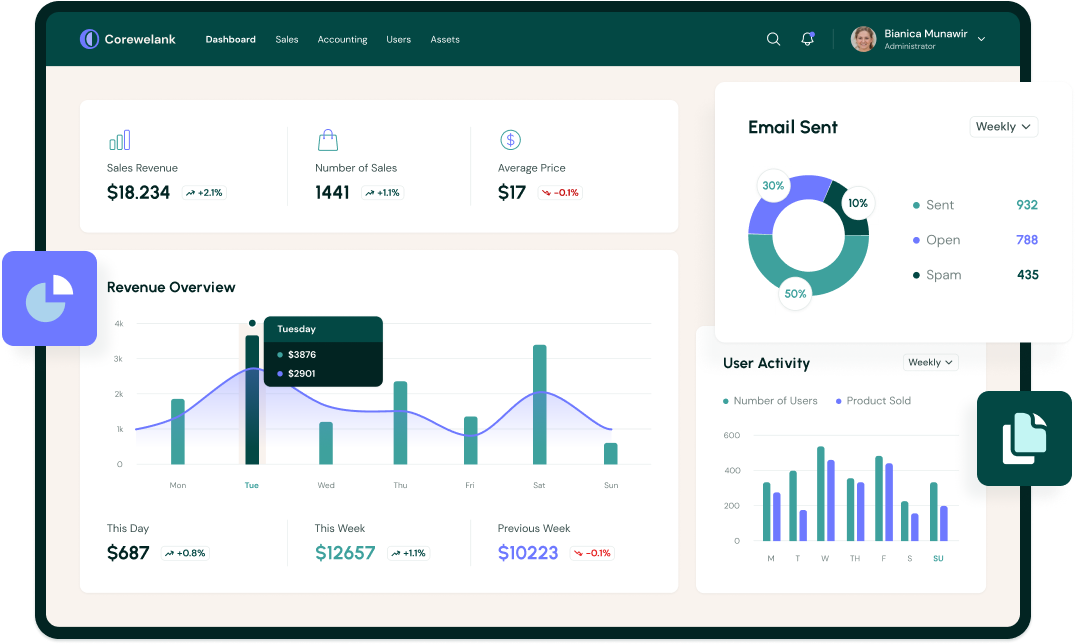 Corewelank
Dashboard Sales Accounting Users Assets
Bianica Munawir
Administrator
Sales Revenue
$18.234 +2.1%
Number of Sales
1441 +1.1%
Average Price
$ 
$17 -0.1%
Email Sent
Weekly
30%
10%
50%
Sent 932
Open 788
Spam 435
Revenue Overview
4k
3k
2k
1k
0
Tuesday
$3876
$2901
Mon Tue Wed Thu Fri Sat Sun
This Day
$687 +0.8%
This Week
$12657 +1.1%
Previous Week
$10223 -0.1%
User Activity
Weekly
Number of Users Product Sold
600
400
200
0
M T W TH F S SU